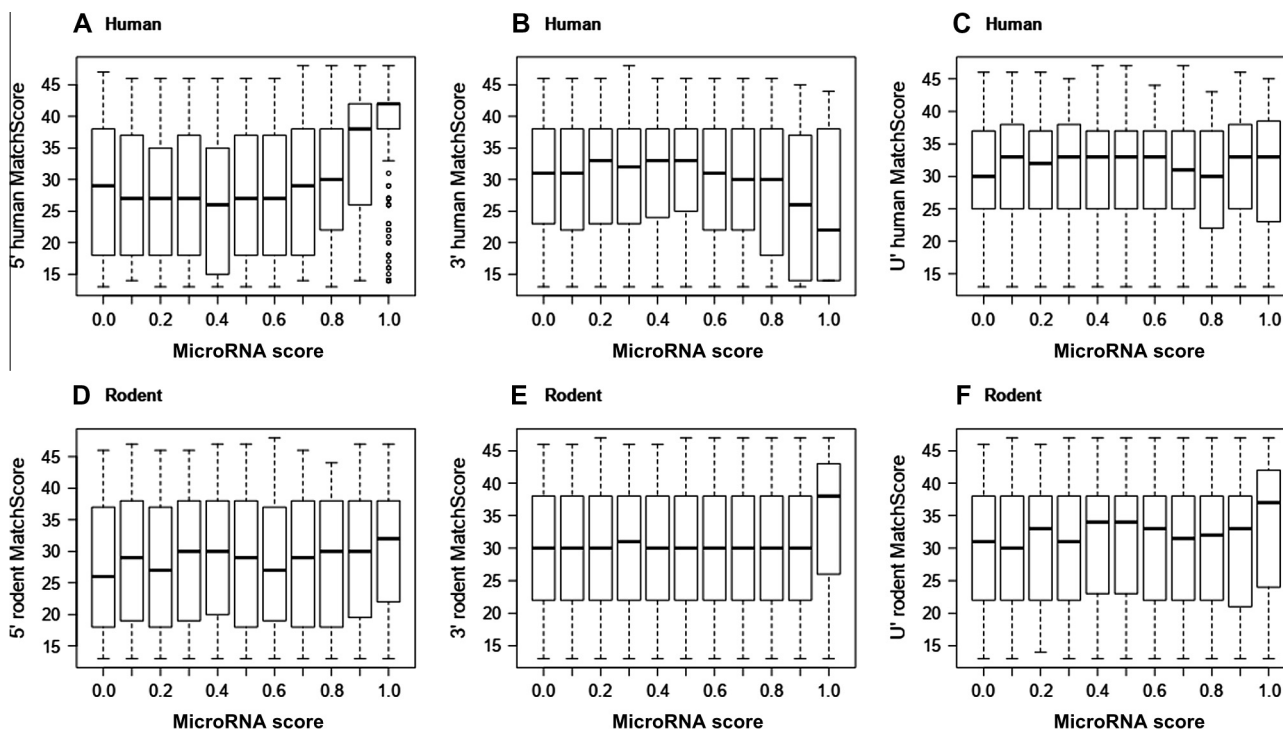 A Human
5' human MatchScore
45
40
35
30
25
20
15
0.0 0.2 0.4 0.6 0.8 1.0
MicroRNA score
B Human
3' human MatchScore
45
40
35
30
25
20
15
0.0 0.2 0.4 0.6 0.8 1.0
MicroRNA score
C Human
U' human MatchScore
45
40
35
30
25
20
15
0.0 0.2 0.4 0.6 0.8 1.0
MicroRNA score
D Rodent
5' rodent MatchScore
45
40
35
30
25
20
15
0.0 0.2 0.4 0.6 0.8 1.0
MicroRNA score
E Rodent
3' rodent MatchScore
45
40
35
30
25
20
15
0.0 0.2 0.4 0.6 0.8 1.0
MicroRNA score
F Rodent
U' rodent MatchScore
45
40
35
30
25
20
15
0.0 0.2 0.4 0.6 0.8 1.0
MicroRNA score